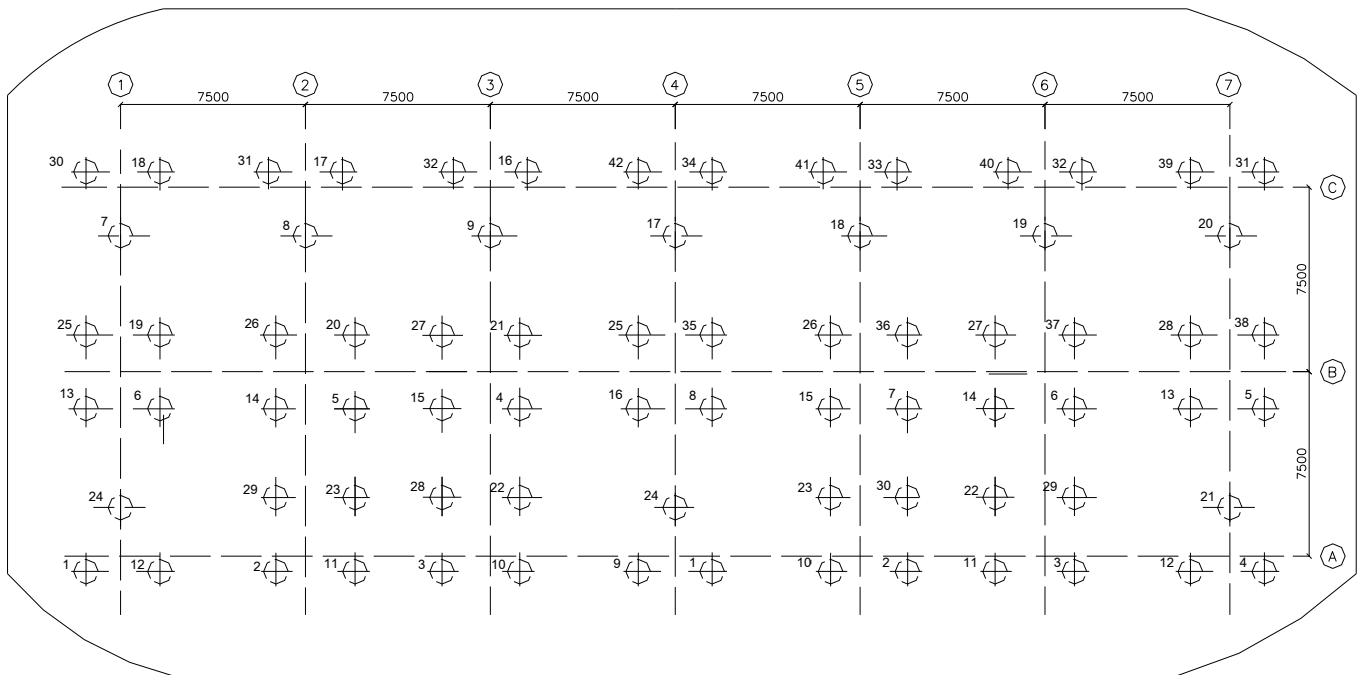 1 2 3 4 5 6 7
7500 7500 7500 7500 7500 7500
30 18 31 17 32 16 42 34 41 33 40 32 39 31
C
7 8 9 17 18 19 20
7500
25 19 26 20 27 21 25 35 26 36 27 37 28 38
B
13 6 14 5 15 4 16 8 15 7 14 6 13 5
7500
24 29 23 28 22 24 23 30 22 29 21
A
1 12 2 11 3 10 9 1 10 2 11 3 12 4